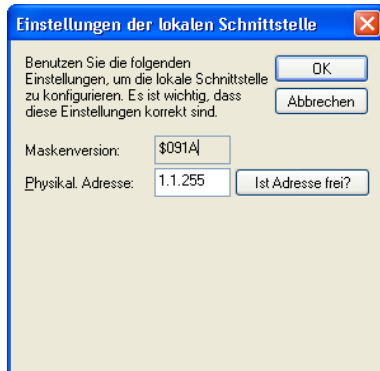 Einstellungen der lokalen Schnittstelle
Benutzen Sie die folgenden
Einstellungen, um die lokale Schnittstelle
zu konfigurieren. Es ist wichtig, dass
diese Einstellungen korrekt sind.
OK
Abbrechen
Maskenversion: $091A
Physikal. Adresse: 1.1.255 Ist Adresse frei?